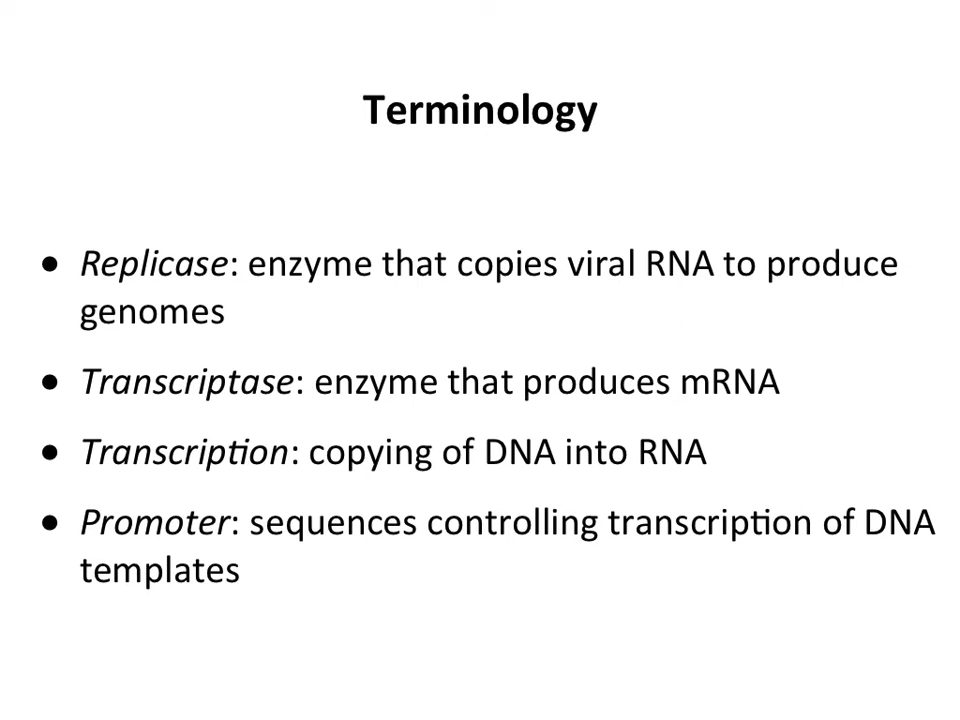 Terminology
• Replicase: enzyme that copies viral RNA to produce
genomes
• Transcriptase: enzyme that produces mRNA
• Transcription: copying of DNA into RNA
• Promoter: sequences controlling transcription of DNA
templates